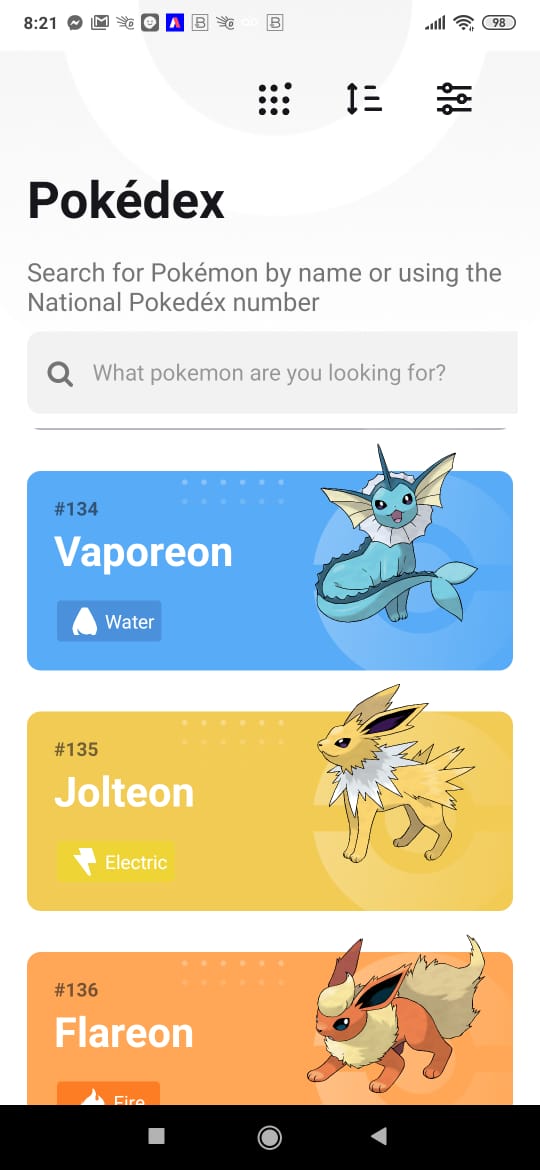 8:21
98
Pokédex
Search for Pokémon by name or using the
National Pokedéx number
What pokemon are you looking for?
#134
Vaporeon
Water
#135
Jolteon
Electric
#136
Flareon
Fire